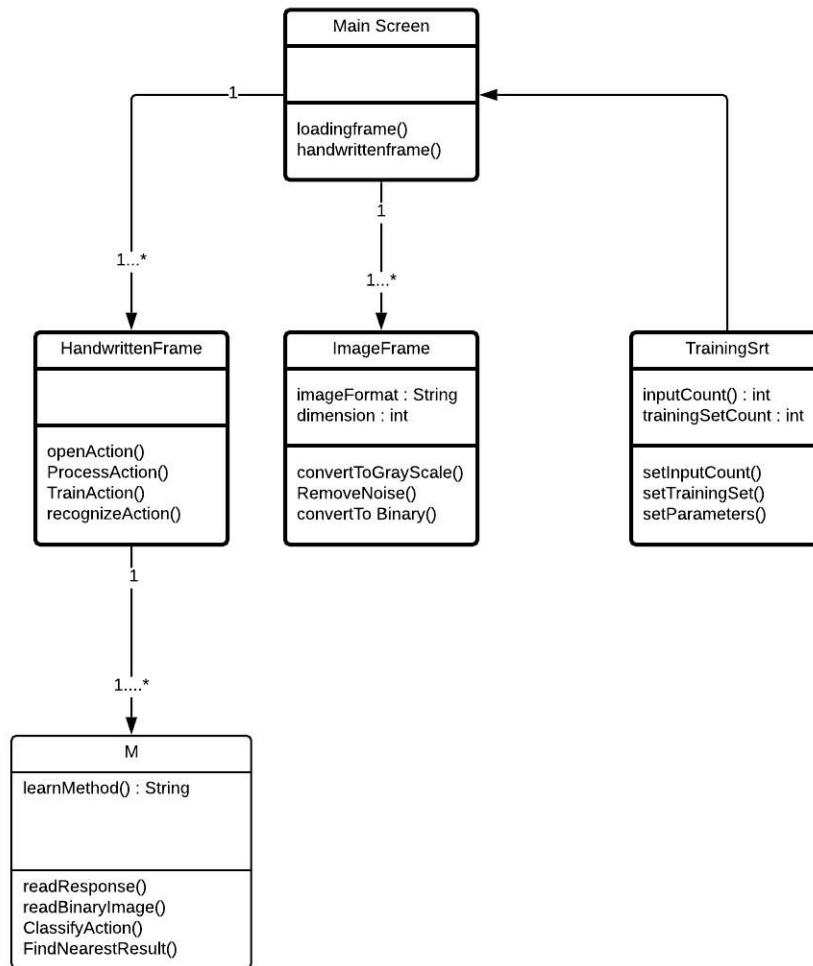 Main Screen
loadingframe()
handwrittenframe()
1
1...*
1
1...*
HandwrittenFrame
openAction()
ProcessAction()
TrainAction()
recognizeAction()
ImageFrame
imageFormat : String
dimension : int
convertToGrayScale()
RemoveNoise()
convertTo Binary()
TrainingSrt
inputCount() : int
trainingSetCount : int
setInputCount()
setTrainingSet()
setParameters()
1
1....*
M
learnMethod() : String
readResponse()
readBinaryImage()
ClassifyAction()
FindNearestResult()